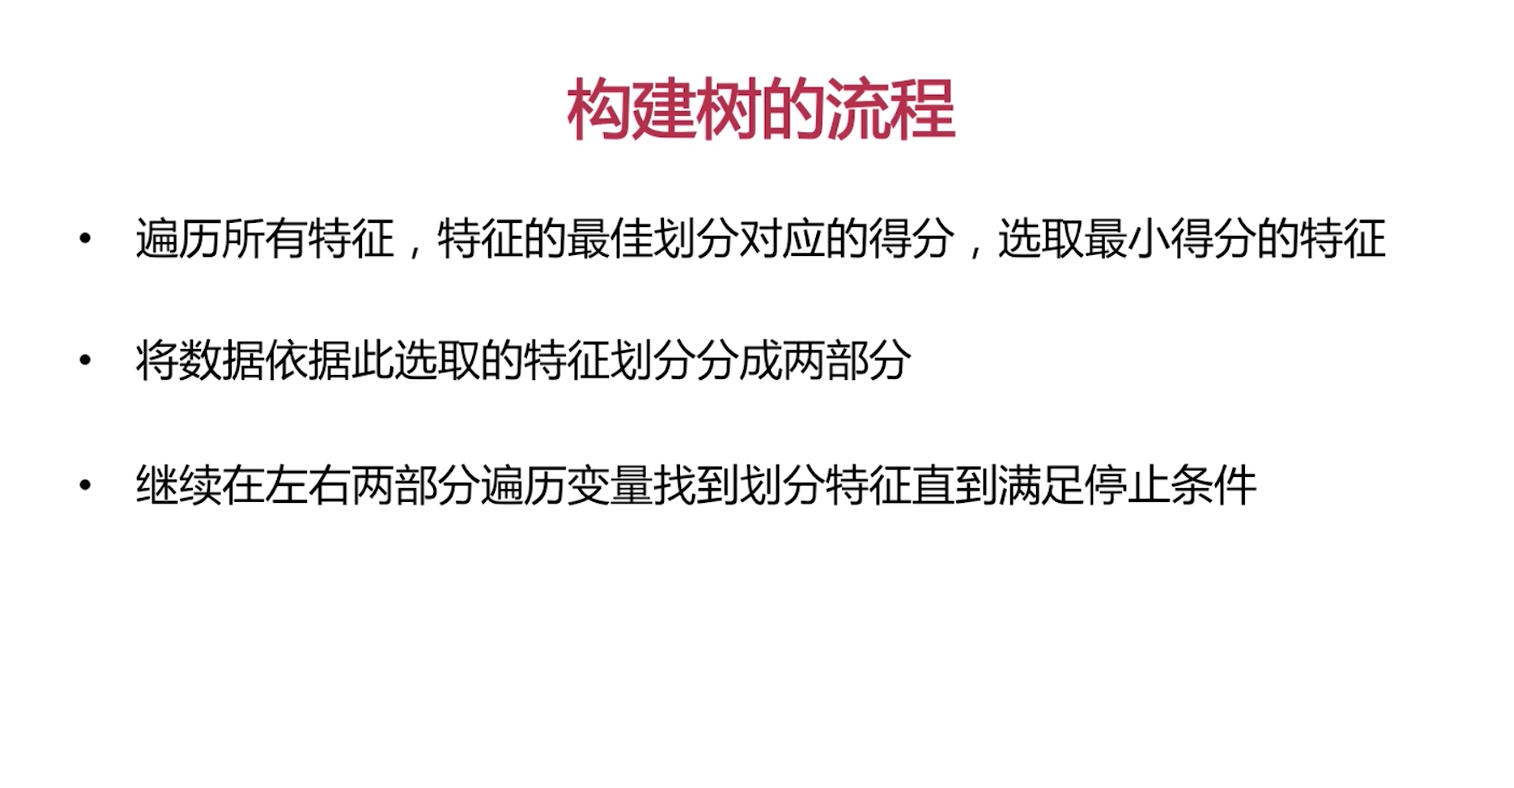 构建树的流程
• 遍历所有特征，特征的最佳划分对应的得分，选取最小得分的特征
• 将数据依据此选取的特征划分分成两部分
• 继续在左右两部分遍历变量找到划分特征直到满足停止条件